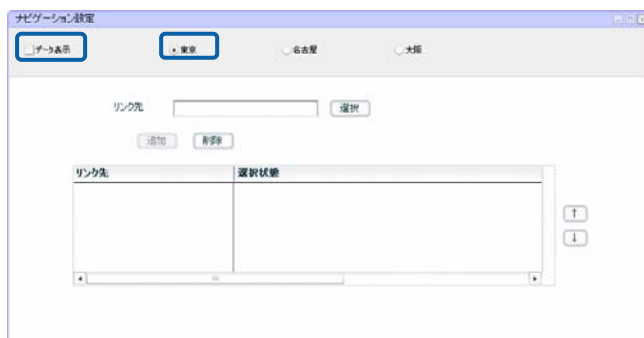 ナビゲーション設定
データ表示 東京 名古屋 大阪
リンク先 選択
追加 削除
リンク先 選択状態
↑
↓